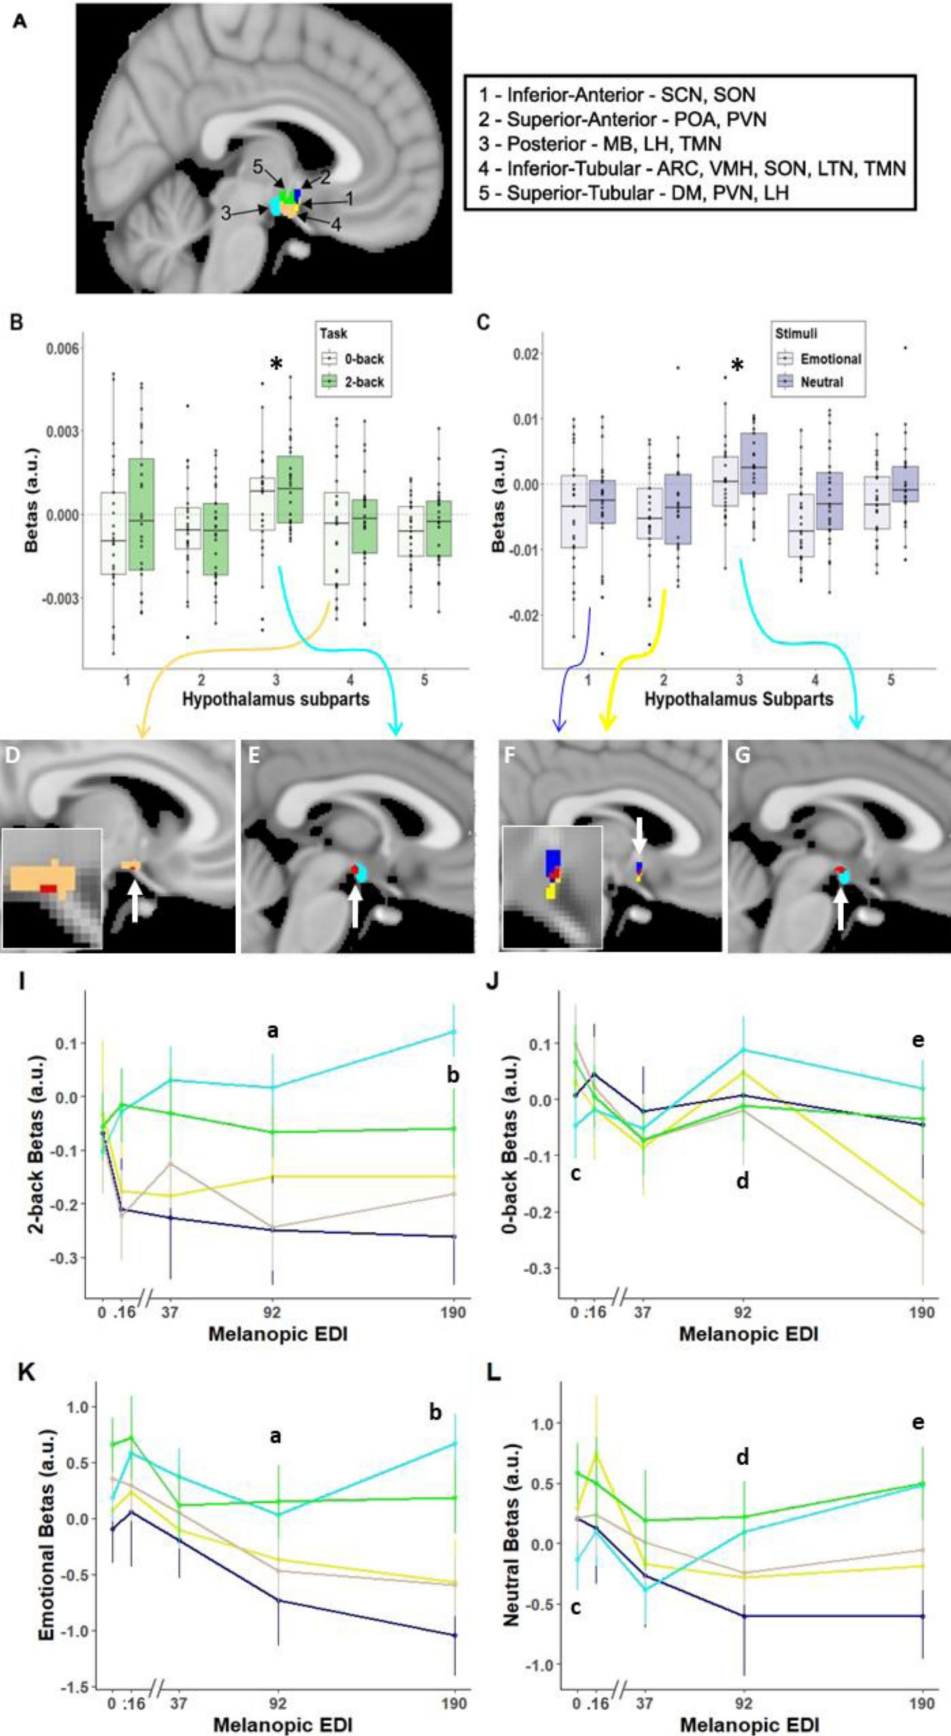 A
1 - Inferior-Anterior - SCN, SON
2 - Superior-Anterior - POA, PVN
3 - Posterior - MB, LH, TMN
4 - Inferior-Tubular - ARC, VMH, SON, LTN, TMN
5 - Superior-Tubular - DM, PVN, LH
5
2
3
1
4
B
Task
0-back
2-back
*
0.006
0.003
0.000
-0.003
Betas (a.u.)
1 2 3 4 5
Hypothalamus subparts
C
Stimuli
Emotional
Neutral
*
0.02
0.01
0.00
-0.01
-0.02
Betas (a.u.)
1 2 3 4 5
Hypothalamus Subparts
D
E
F
G
I
a
b
0.1
0.0
-0.1
-0.2
-0.3
2-back Betas (a.u.)
0 .16 // 37 92 190
Melanopic EDI
J
e
c
d
0.1
0.0
-0.1
-0.2
-0.3
0-back Betas (a.u.)
0 .16 // 37 92 190
Melanopic EDI
K
b
a
1.0
0.5
0.0
-0.5
-1.0
-1.5
Emotional Betas (a.u.)
0 .16 // 37 92 190
Melanopic EDI
L
e
d
c
1.0
0.5
0.0
-0.5
-1.0
Neutral Betas (a.u.)
0 .16 // 37 92 190
Melanopic EDI